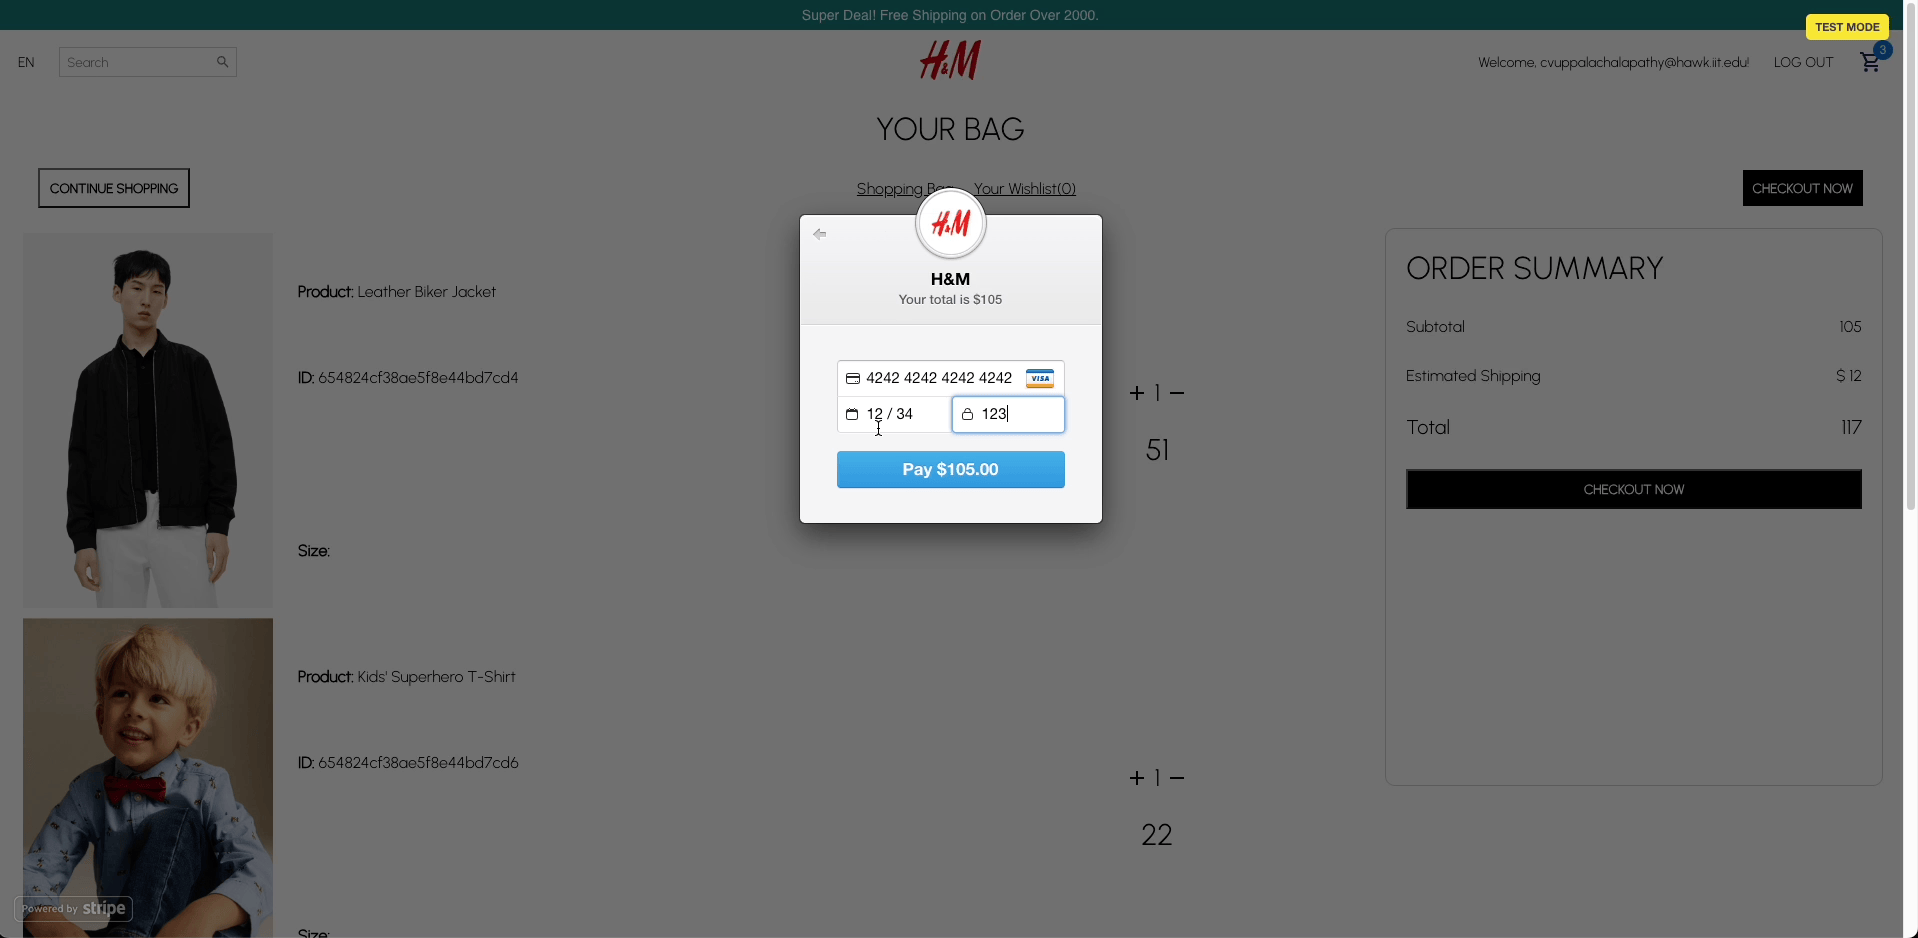 Super Deal! Free Shipping on Order Over 2000.
TEST MODE
EN
Search
H&M
Welcome, cvuppalachalapathy@hawk.iit.edu!
LOG OUT
3
YOUR BAG
CONTINUE SHOPPING
Shopping Bag
Your Wishlist(0)
CHECKOUT NOW
H&M
H&M
Your total is $105
4242 4242 4242 4242
VISA
12 / 34
123
Pay $105.00
Product: Leather Biker Jacket
ID: 654824cf38ae5f8e44bd7cd4
Size:
1
51
ORDER SUMMARY
Subtotal 105
Estimated Shipping $ 12
Total 117
CHECKOUT NOW
Product: Kids' Superhero T-Shirt
ID: 654824cf38ae5f8e44bd7cd6
1
22
Size:
Powered by stripe